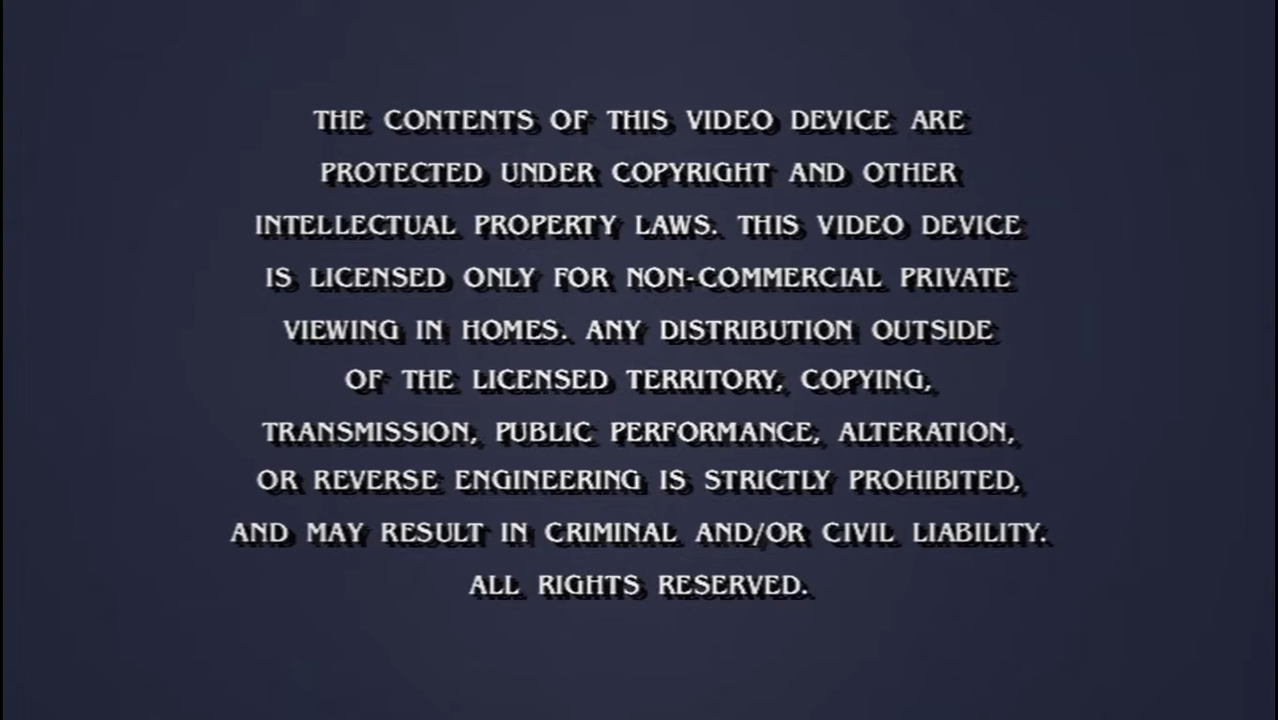 THE CONTENTS OF THIS VIDEO DEVICE ARE
PROTECTED UNDER COPYRIGHT AND OTHER
INTELLECTUAL PROPERTY LAWS. THIS VIDEO DEVICE
IS LICENSED ONLY FOR NON-COMMERCIAL PRIVATE
VIEWING IN HOMES. ANY DISTRIBUTION OUTSIDE
OF THE LICENSED TERRITORY, COPYING,
TRANSMISSION, PUBLIC PERFORMANCE, ALTERATION,
OR REVERSE ENGINEERING IS STRICTLY PROHIBITED,
AND MAY RESULT IN CRIMINAL AND/OR CIVIL LIABILITY.
ALL RIGHTS RESERVED.